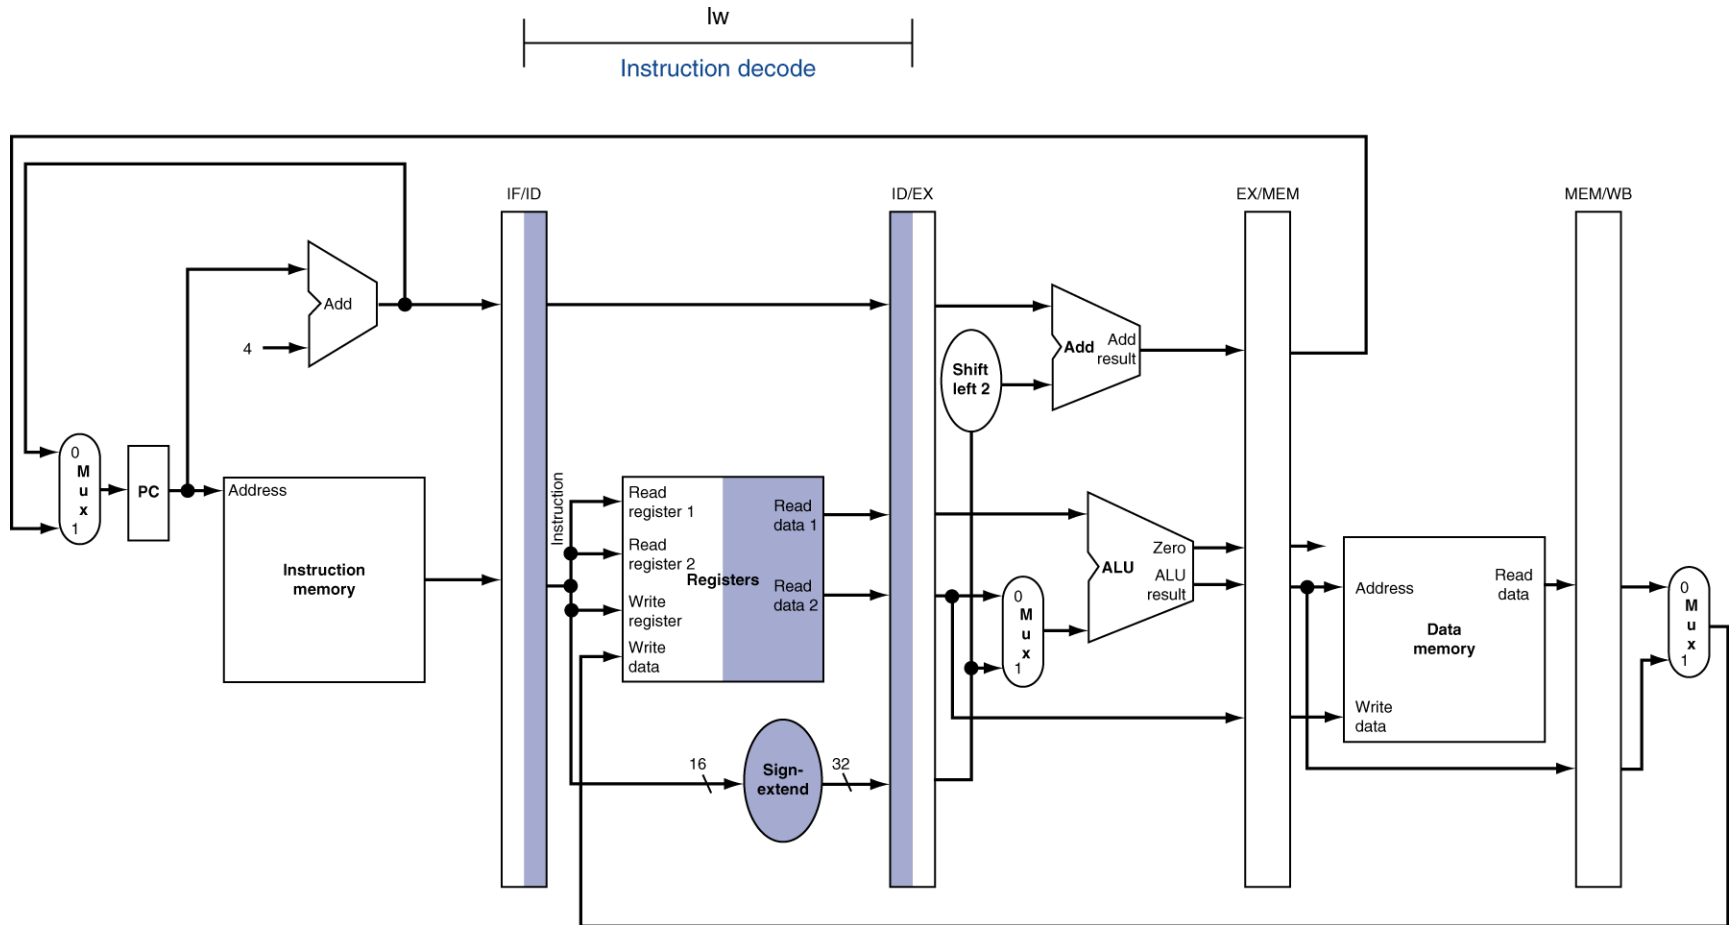 lw
Instruction decode
IF/ID
ID/EX
EX/MEM
MEM/WB
Add
4
Add
Add
result
Shift
left 2
0
M
u
x
1
PC
Address
Instruction
memory
Instruction
Read
register 1
Read
register 2
Write
register
Write
data
Registers
Read
data 1
Read
data 2
16
Sign-
extend
32
0
M
u
x
1
ALU
Zero
ALU
result
Address
Read
data
Data
memory
Write
data
0
M
u
x
1